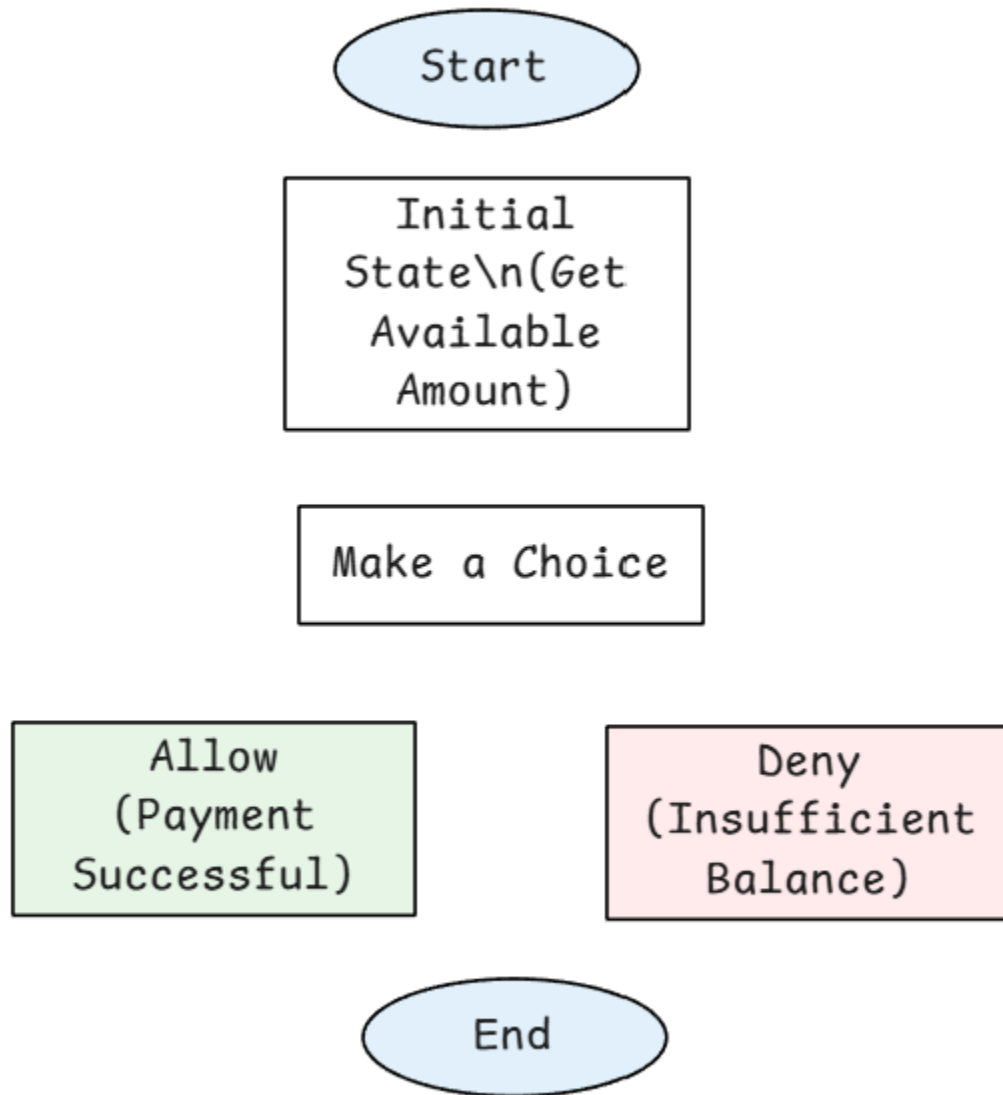 Start
Initial
State\n(Get
Available
Amount)
Make a Choice
Allow
(Payment
Successful)
Deny
(Insufficient
Balance)
End